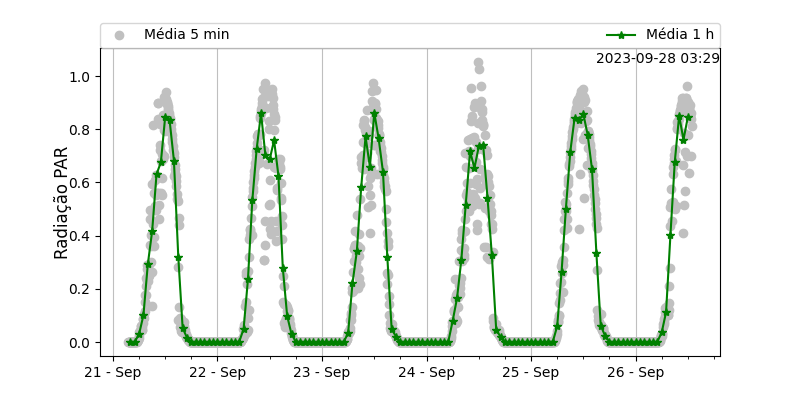 Média 5 min
Média 1 h
2023-09-28 03:29
Radiação PAR
1.0
0.8
0.6
0.4
0.2
0.0
21 - Sep
22 - Sep
23 - Sep
24 - Sep
25 - Sep
26 - Sep